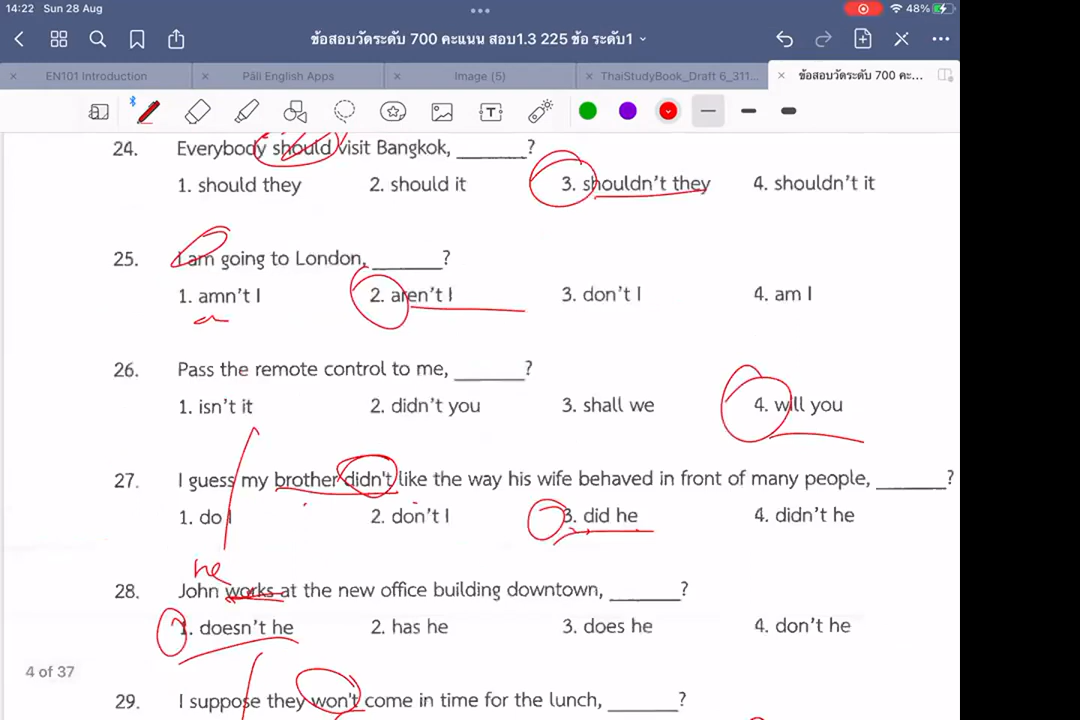 14:22 Sun 28 Aug
48%
ข้อสอบวัดระดับ 700 คะแนน สอบ1.3 225 ข้อ ระดับ1
EN101 Introduction
Pāli English Apps
Image (5)
ThaiStudyBook_Draft 6_311...
ข้อสอบวัดระดับ 700 คะ...
24. Everybody should visit Bangkok, _______?
1. should they 2. should it 3. shouldn't they 4. shouldn't it
25. I am going to London, _______?
1. amn't I 2. aren't I 3. don't I 4. am I
26. Pass the remote control to me, _______?
1. isn't it 2. didn't you 3. shall we 4. will you
27. I guess my brother didn't like the way his wife behaved in front of many people, _______?
1. do I 2. don't I 3. did he 4. didn't he
he
28. John works at the new office building downtown, _______?
1. doesn't he 2. has he 3. does he 4. don't he
4 of 37
29. I suppose they won't come in time for the lunch, _______?